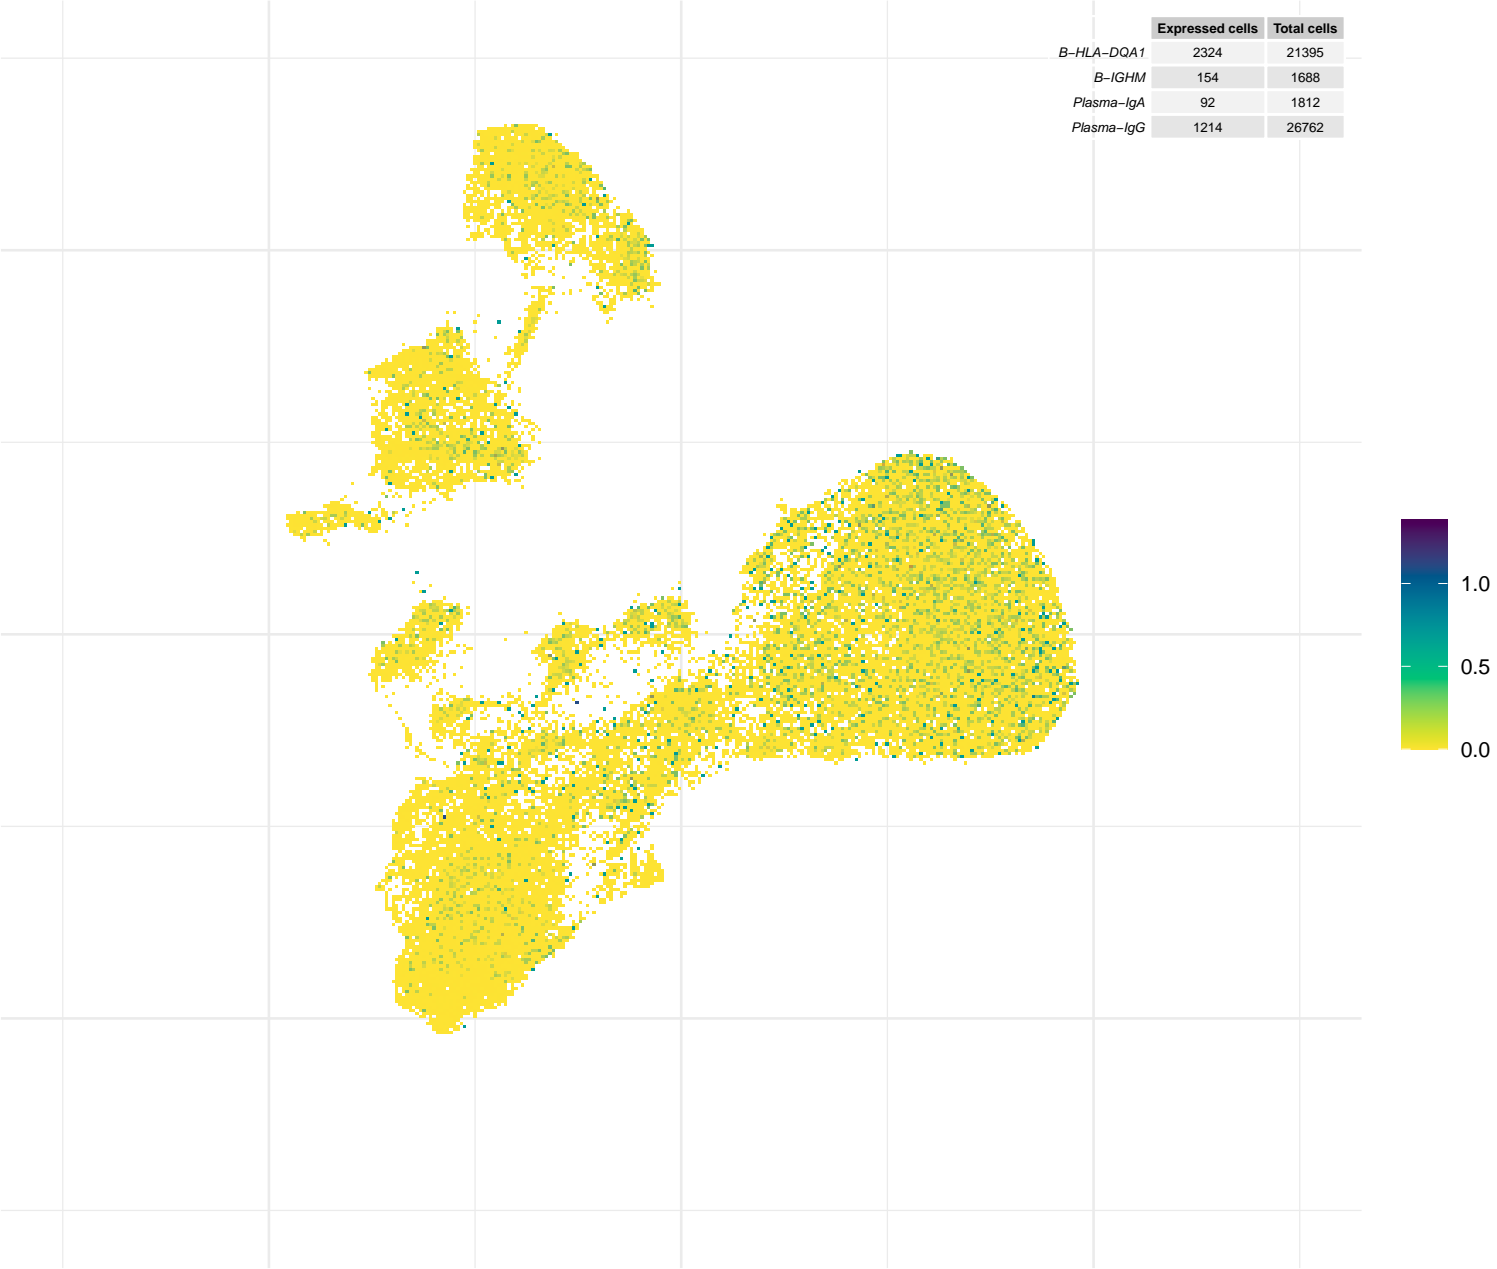 Expressed cells Total cells
B−HLA−DQA1 2324 21395
B−IGHM 154 1688
Plasma−IgA 92 1812
Plasma−IgG 1214 26762
1.0
0.5
0.0